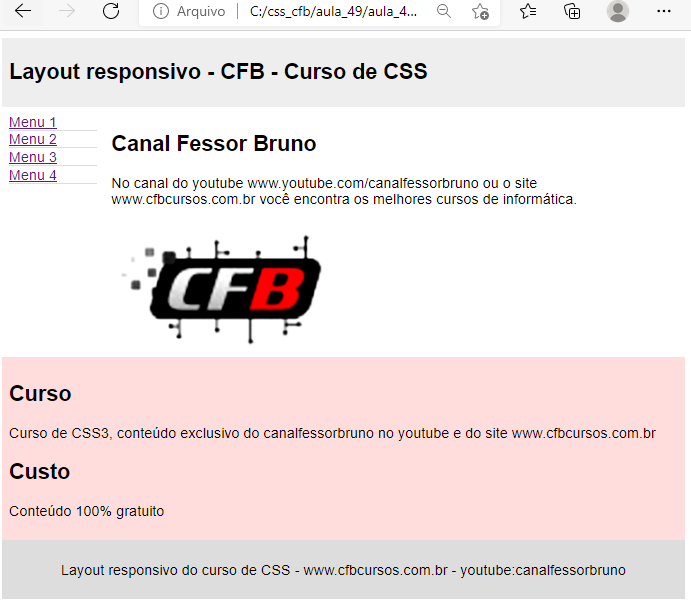 Arquivo
C:/css_cfb/aula_49/aula_4...
Layout responsivo - CFB - Curso de CSS
Menu 1
Menu 2
Menu 3
Menu 4
Canal Fessor Bruno
No canal do youtube www.youtube.com/canalfessorbruno ou o site
www.cfbcursos.com.br você encontra os melhores cursos de informática.
CFB
Curso
Curso de CSS3, conteúdo exclusivo do canalfessorbruno no youtube e do site www.cfbcursos.com.br
Custo
Conteúdo 100% gratuito
Layout responsivo do curso de CSS - www.cfbcursos.com.br - youtube:canalfessorbruno